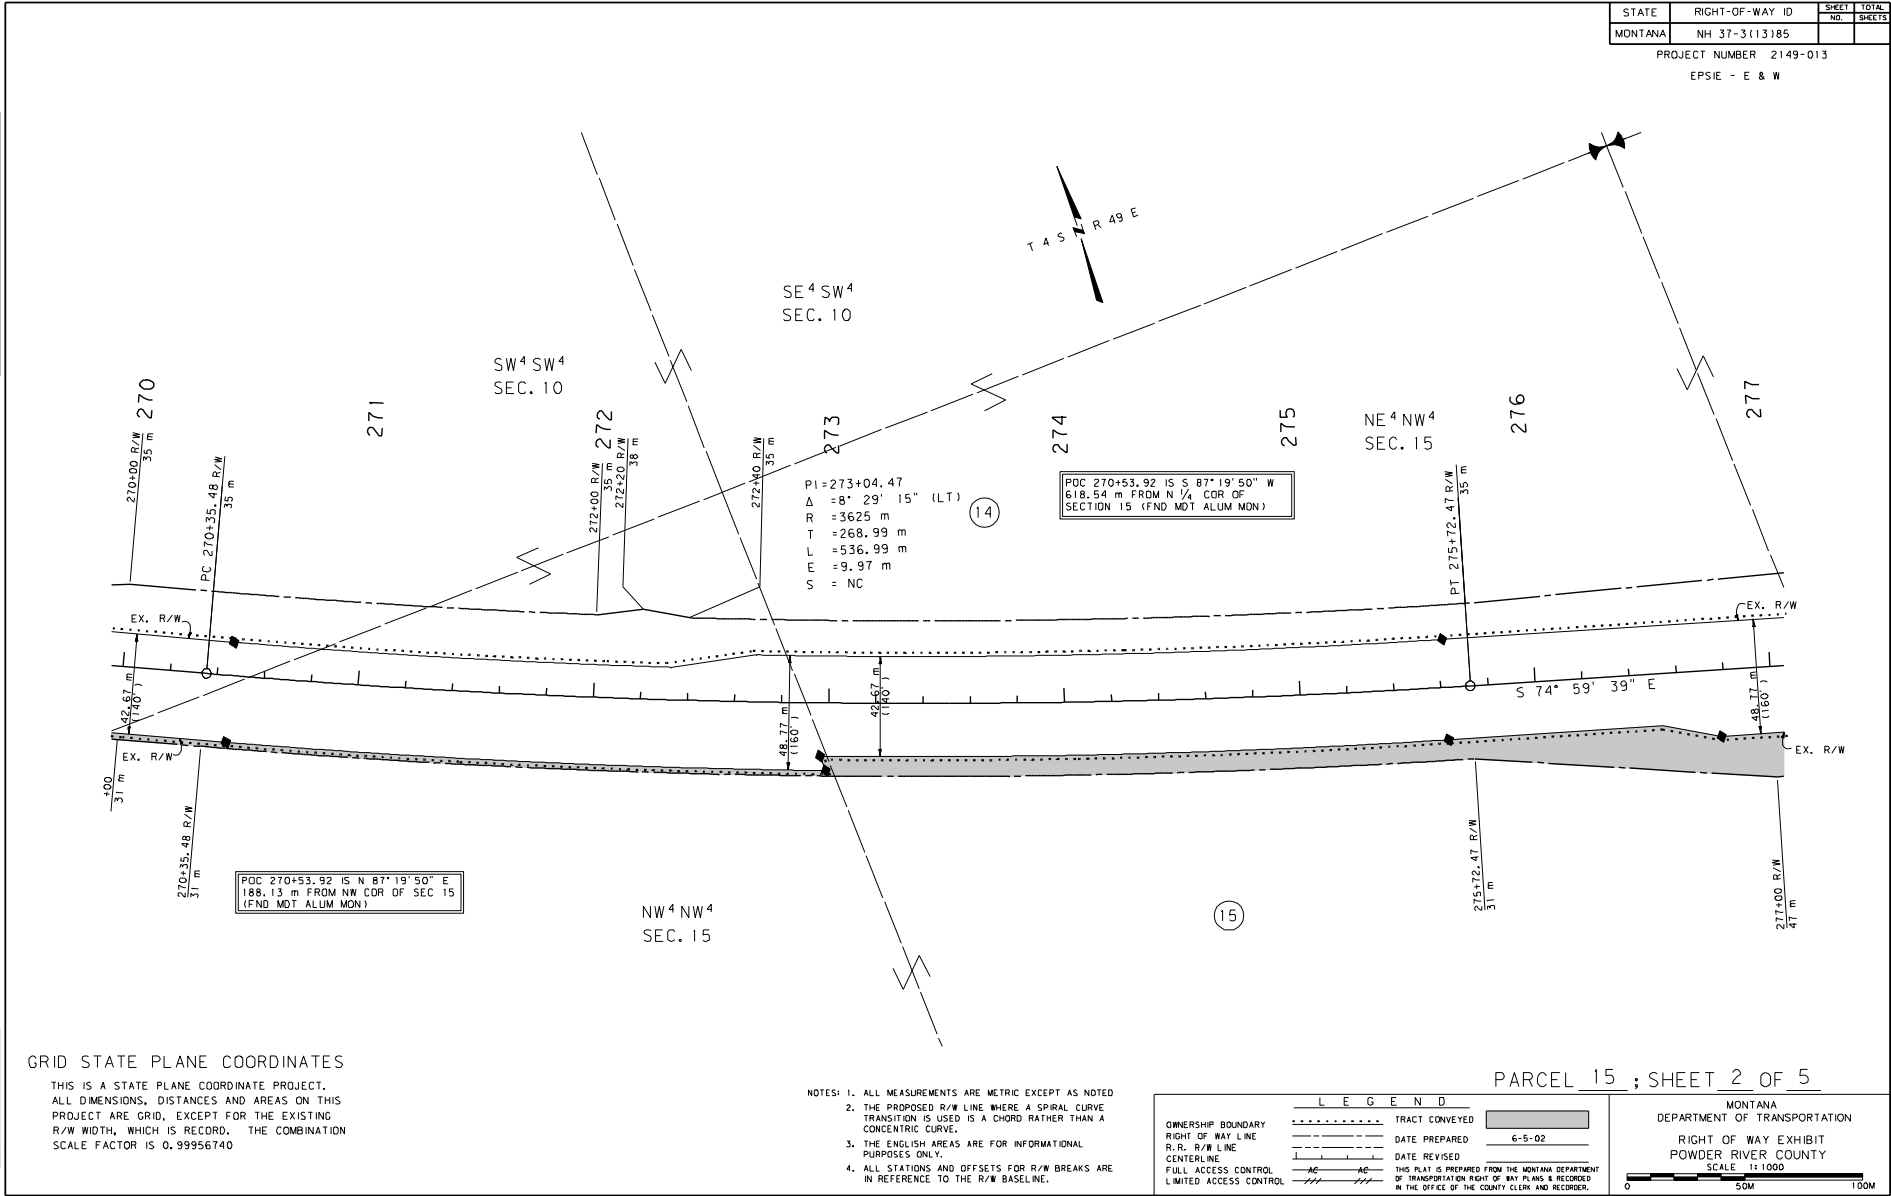 STATE RIGHT-OF-WAY ID SHEET NO. TOTAL SHEETS
MONTANA NH 37-3(13)85
PROJECT NUMBER 2149-013
EPSIE - E & W
T 4 S R 49 E
SE⁴SW⁴
SEC. 10
SW⁴SW⁴
SEC. 10
270
271
272
273
274
275
276
277
NE⁴NW⁴
SEC. 15
270+00 R/W
35 m
PC 270+35.48 R/W
35 m
272+00 R/W
35 m
272+20 R/W
38 m
272+40 R/W
35 m
PI=273+04.47
Δ =8° 29' 15" (LT)
R =3625 m
T =268.99 m
L =536.99 m
E =9.97 m
S = NC
14
POC 270+53.92 IS S 87°19'50" W
618.54 m FROM N ¼ COR OF
SECTION 15 (FND MDT ALUM MON)
PT 275+72.47 R/W
35 m
EX. R/W
EX. R/W
42.67 m
(140')
48.77 m
(160')
42.67 m
(140')
S 74° 59' 39" E
48.77 m
(160')
EX. R/W
EX. R/W
+00
31 m
270+35.48 R/W
31 m
275+72.47 R/W
31 m
277+00 R/W
47 m
POC 270+53.92 IS N 87°19'50" E
188.13 m FROM NW COR OF SEC 15
(FND MDT ALUM MON)
NW⁴NW⁴
SEC. 15
15
GRID STATE PLANE COORDINATES
THIS IS A STATE PLANE COORDINATE PROJECT.
ALL DIMENSIONS, DISTANCES AND AREAS ON THIS
PROJECT ARE GRID, EXCEPT FOR THE EXISTING
R/W WIDTH, WHICH IS RECORD. THE COMBINATION
SCALE FACTOR IS 0.99956740
NOTES: 1. ALL MEASUREMENTS ARE METRIC EXCEPT AS NOTED
2. THE PROPOSED R/W LINE WHERE A SPIRAL CURVE
TRANSITION IS USED IS A CHORD RATHER THAN A
CONCENTRIC CURVE.
3. THE ENGLISH AREAS ARE FOR INFORMATIONAL
PURPOSES ONLY.
4. ALL STATIONS AND OFFSETS FOR R/W BREAKS ARE
IN REFERENCE TO THE R/W BASELINE.
PARCEL 15 ; SHEET 2 OF 5
LEGEND
OWNERSHIP BOUNDARY
RIGHT OF WAY LINE
R.R. R/W LINE
CENTERLINE
FULL ACCESS CONTROL AC AC
LIMITED ACCESS CONTROL
TRACT CONVEYED
DATE PREPARED 6-5-02
DATE REVISED
THIS PLAT IS PREPARED FROM THE MONTANA DEPARTMENT
OF TRANSPORTATION RIGHT OF WAY PLANS & RECORDED
IN THE OFFICE OF THE COUNTY CLERK AND RECORDER.
MONTANA
DEPARTMENT OF TRANSPORTATION
RIGHT OF WAY EXHIBIT
POWDER RIVER COUNTY
SCALE 1:1000
0 50M 100M